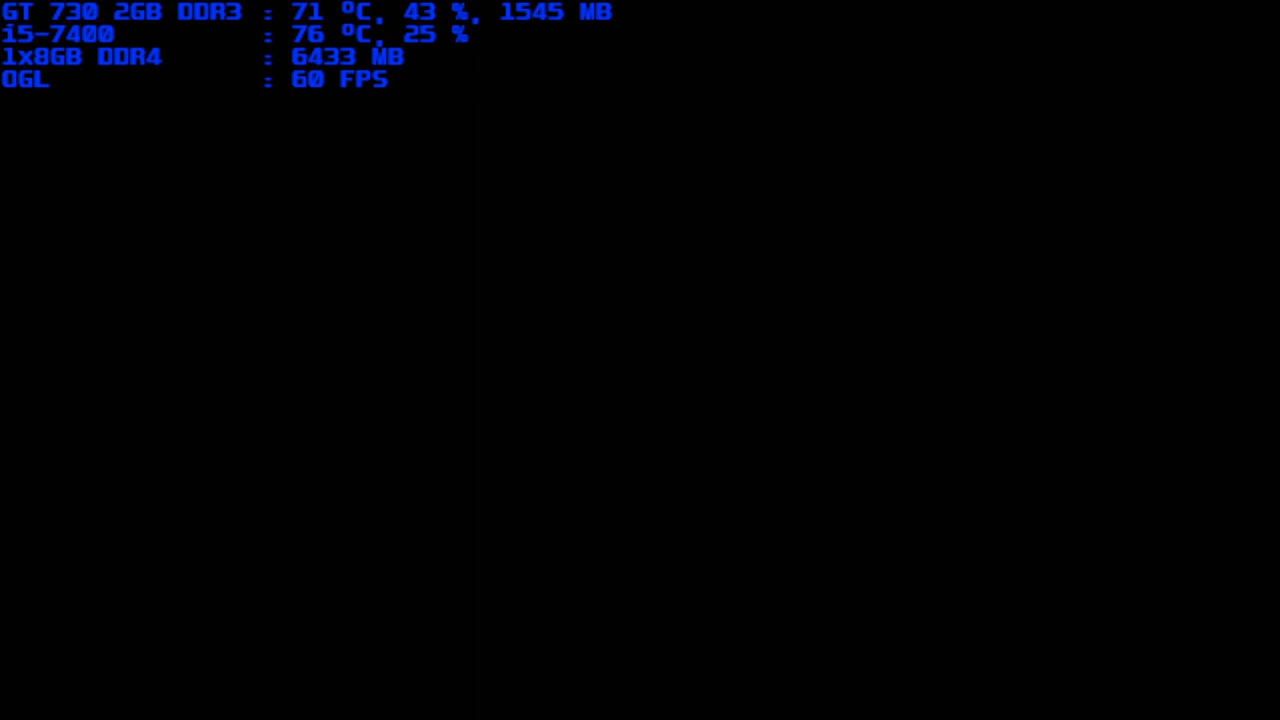 GT 730 2GB DDR3 : 71 ºC, 43 %, 1545 MB
i5-7400 : 76 ºC, 25 %
1x8GB DDR4 : 6433 MB
OGL : 60 FPS